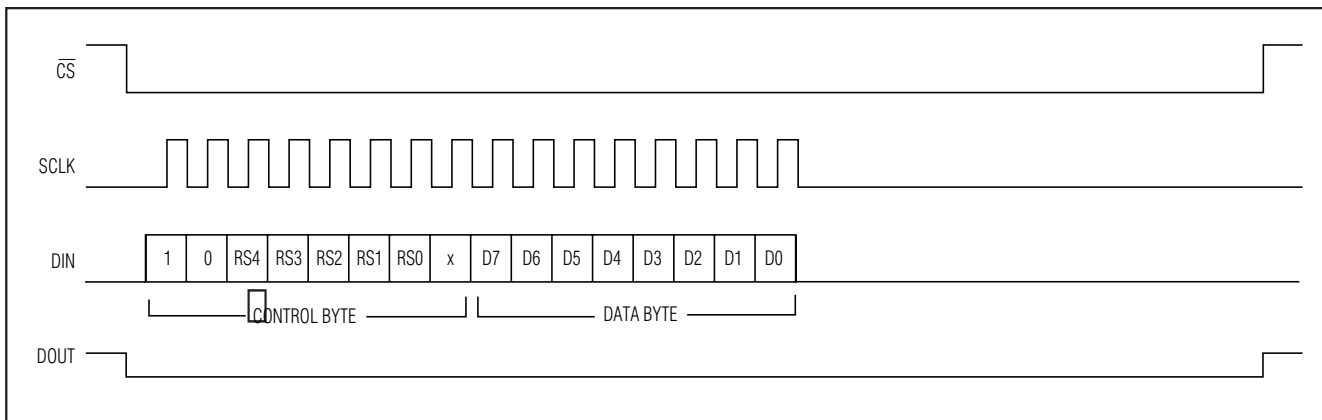 CS
SCLK
DIN 1 0 RS4 RS3 RS2 RS1 RS0 x D7 D6 D5 D4 D3 D2 D1 D0
CONTROL BYTE DATA BYTE
DOUT